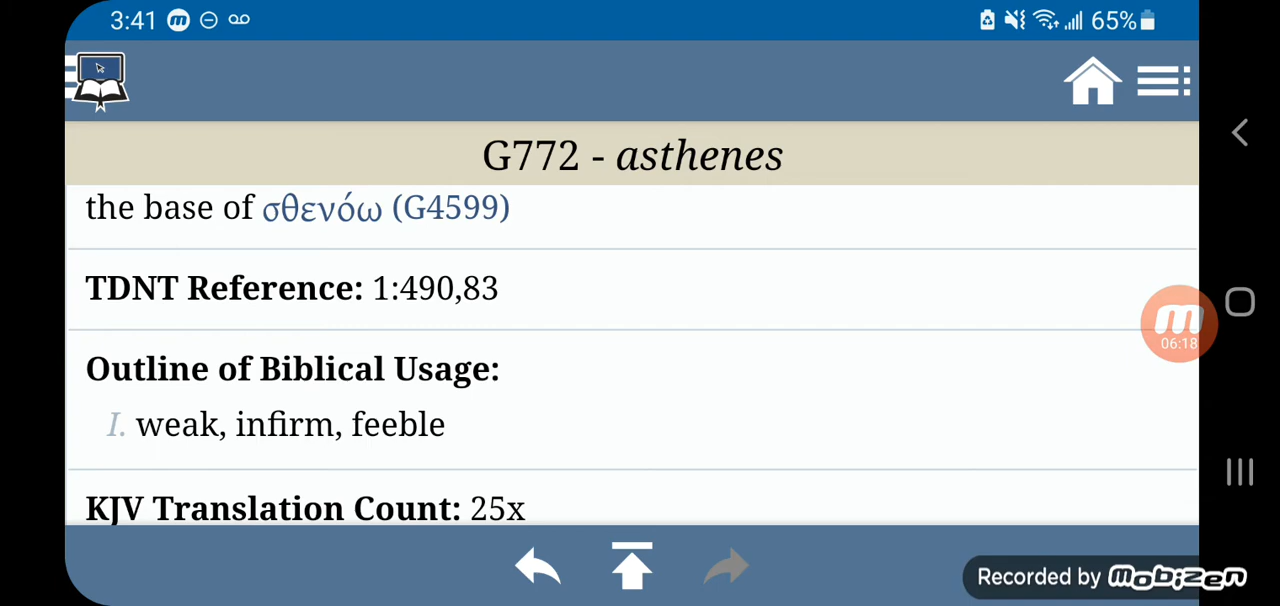 3:41 65%
G772 - asthenes
the base of σθενόω (G4599)
TDNT Reference: 1:490,83
Outline of Biblical Usage:
I. weak, infirm, feeble
KJV Translation Count: 25x
06:18
Recorded by Mobizen